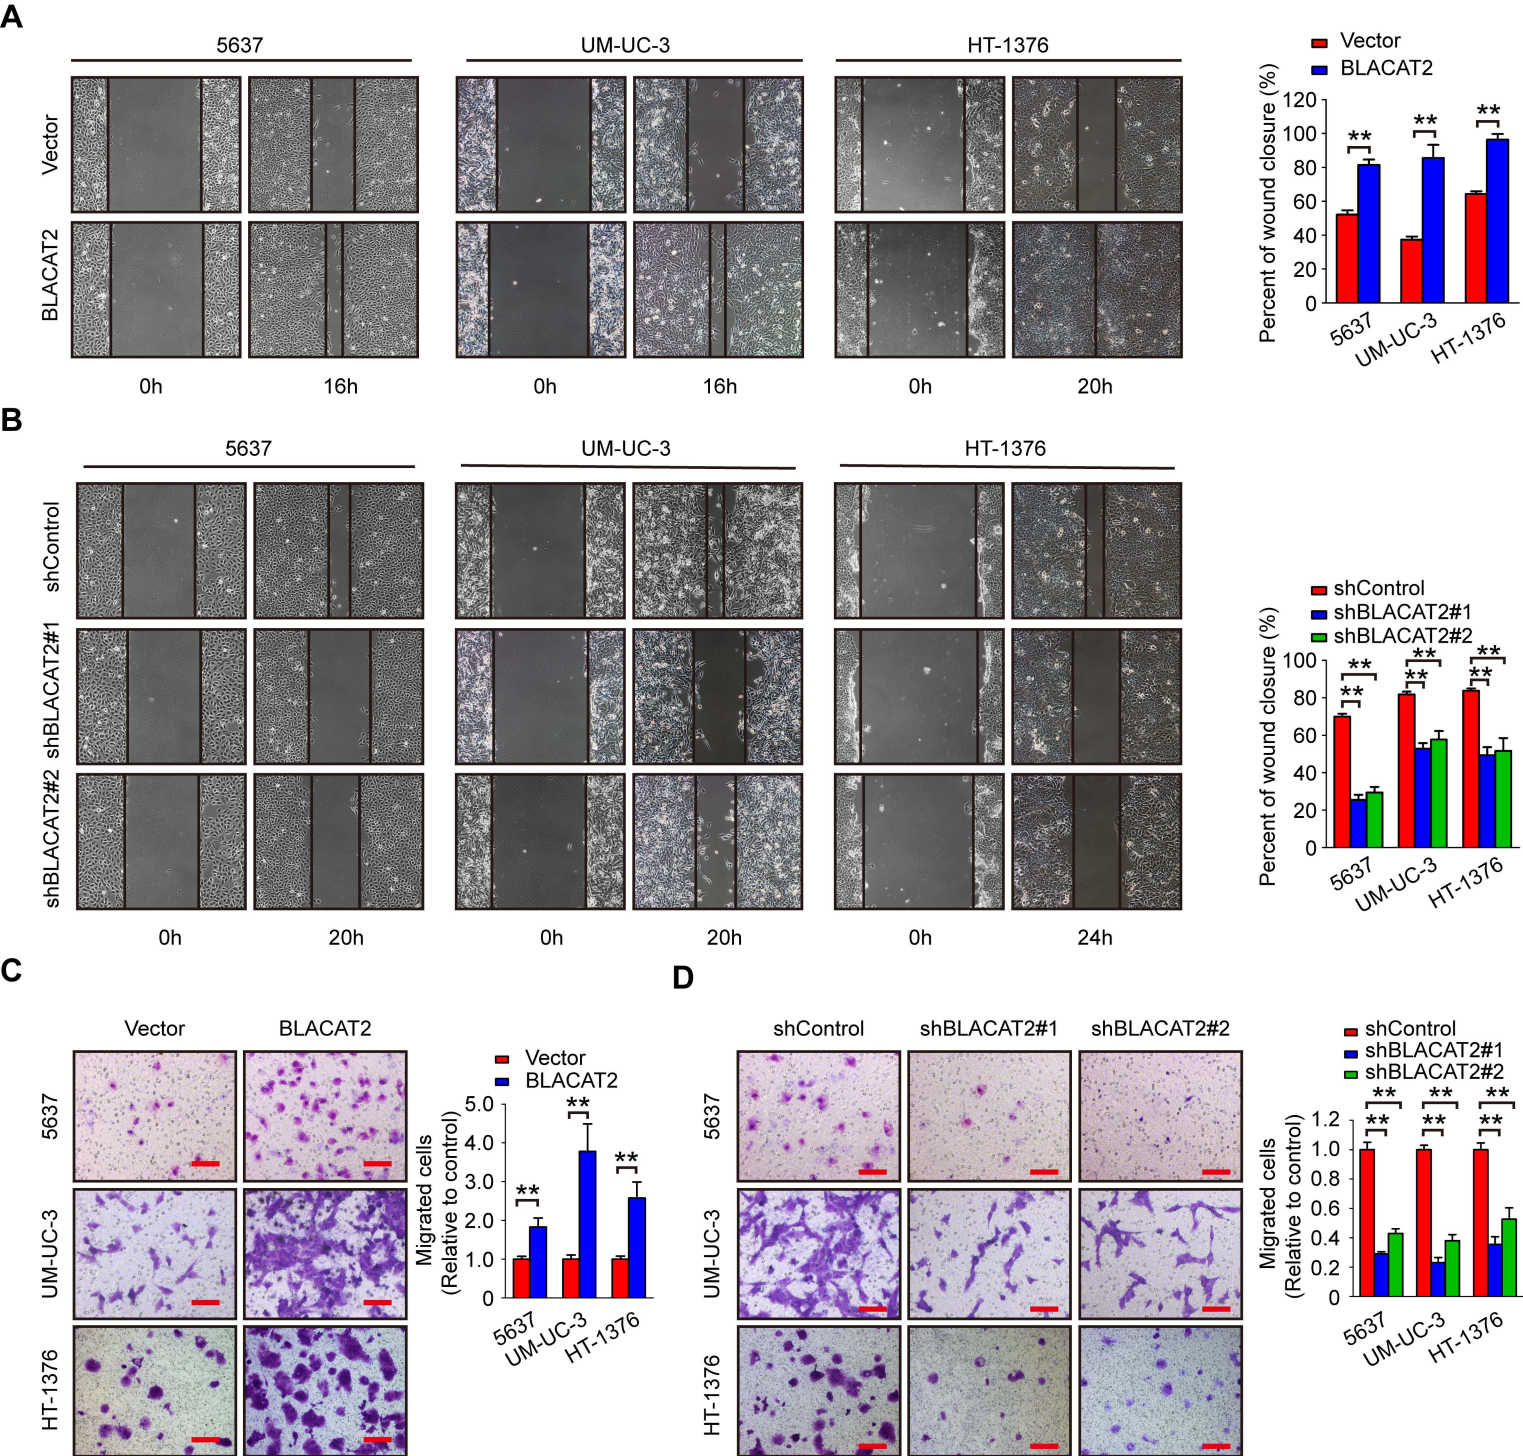 A
5637
UM-UC-3
HT-1376
Vector
BLACAT2
0h
16h
0h
16h
0h
20h
Vector
BLACAT2
Percent of wound closure (%)
120
100
80
60
40
20
0
**
**
**
5637
UM-UC-3
HT-1376
B
5637
UM-UC-3
HT-1376
shControl
shBLACAT2#1
shBLACAT2#2
0h
20h
0h
20h
0h
24h
shControl
shBLACAT2#1
shBLACAT2#2
Percent of wound closure (%)
100
80
60
40
20
0
**
**
**
**
**
**
5637
UM-UC-3
HT-1376
C
Vector
BLACAT2
5637
UM-UC-3
HT-1376
Vector
BLACAT2
Migrated cells
(Relative to control)
5.0
4.0
3.0
2.0
1.0
0
**
**
**
5637
UM-UC-3
HT-1376
D
shControl
shBLACAT2#1
shBLACAT2#2
5637
UM-UC-3
HT-1376
shControl
shBLACAT2#1
shBLACAT2#2
Migrated cells
(Relative to control)
1.2
1.0
0.8
0.6
0.4
0.2
0
**
**
**
**
**
**
5637
UM-UC-3
HT-1376